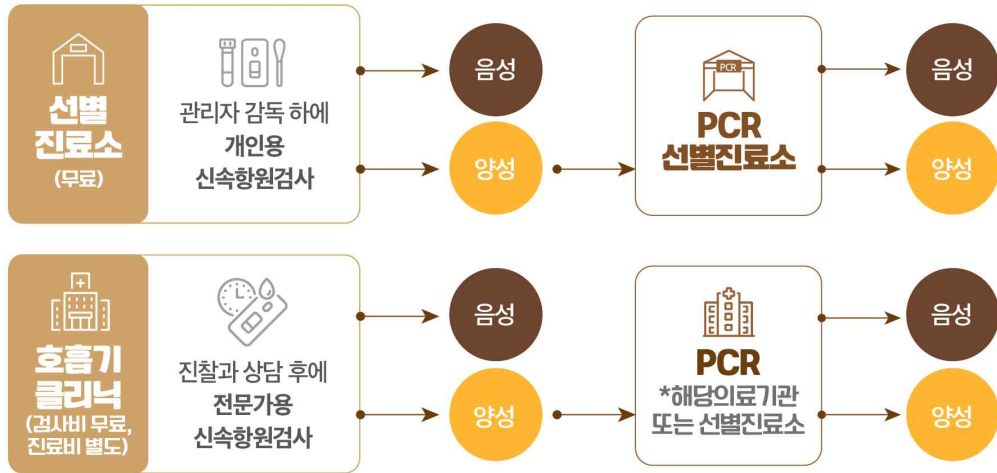 선별
진료소
(무료)
관리자 감독 하에
개인용
신속항원검사
음성
양성
PCR
PCR
선별진료소
음성
양성
호흡기
클리닉
(검사비 무료,
진료비 별도)
진찰과 상담 후에
전문가용
신속항원검사
음성
양성
PCR
*해당의료기관
또는 선별진료소
음성
양성